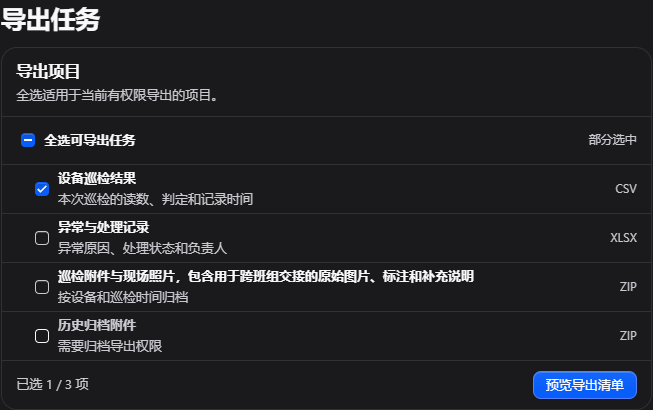 导出任务
导出项目
全选适用于当前有权限导出的项目。
全选可导出任务 部分选中
设备巡检结果
本次巡检的读数、判定和记录时间 CSV
异常与处理记录
异常原因、处理状态和负责人 XLSX
巡检附件与现场照片，包含用于跨班组交接的原始图片、标注和补充说明
按设备和巡检时间归档 ZIP
历史归档附件
需要归档导出权限 ZIP
已选 1 / 3 项 预览导出清单